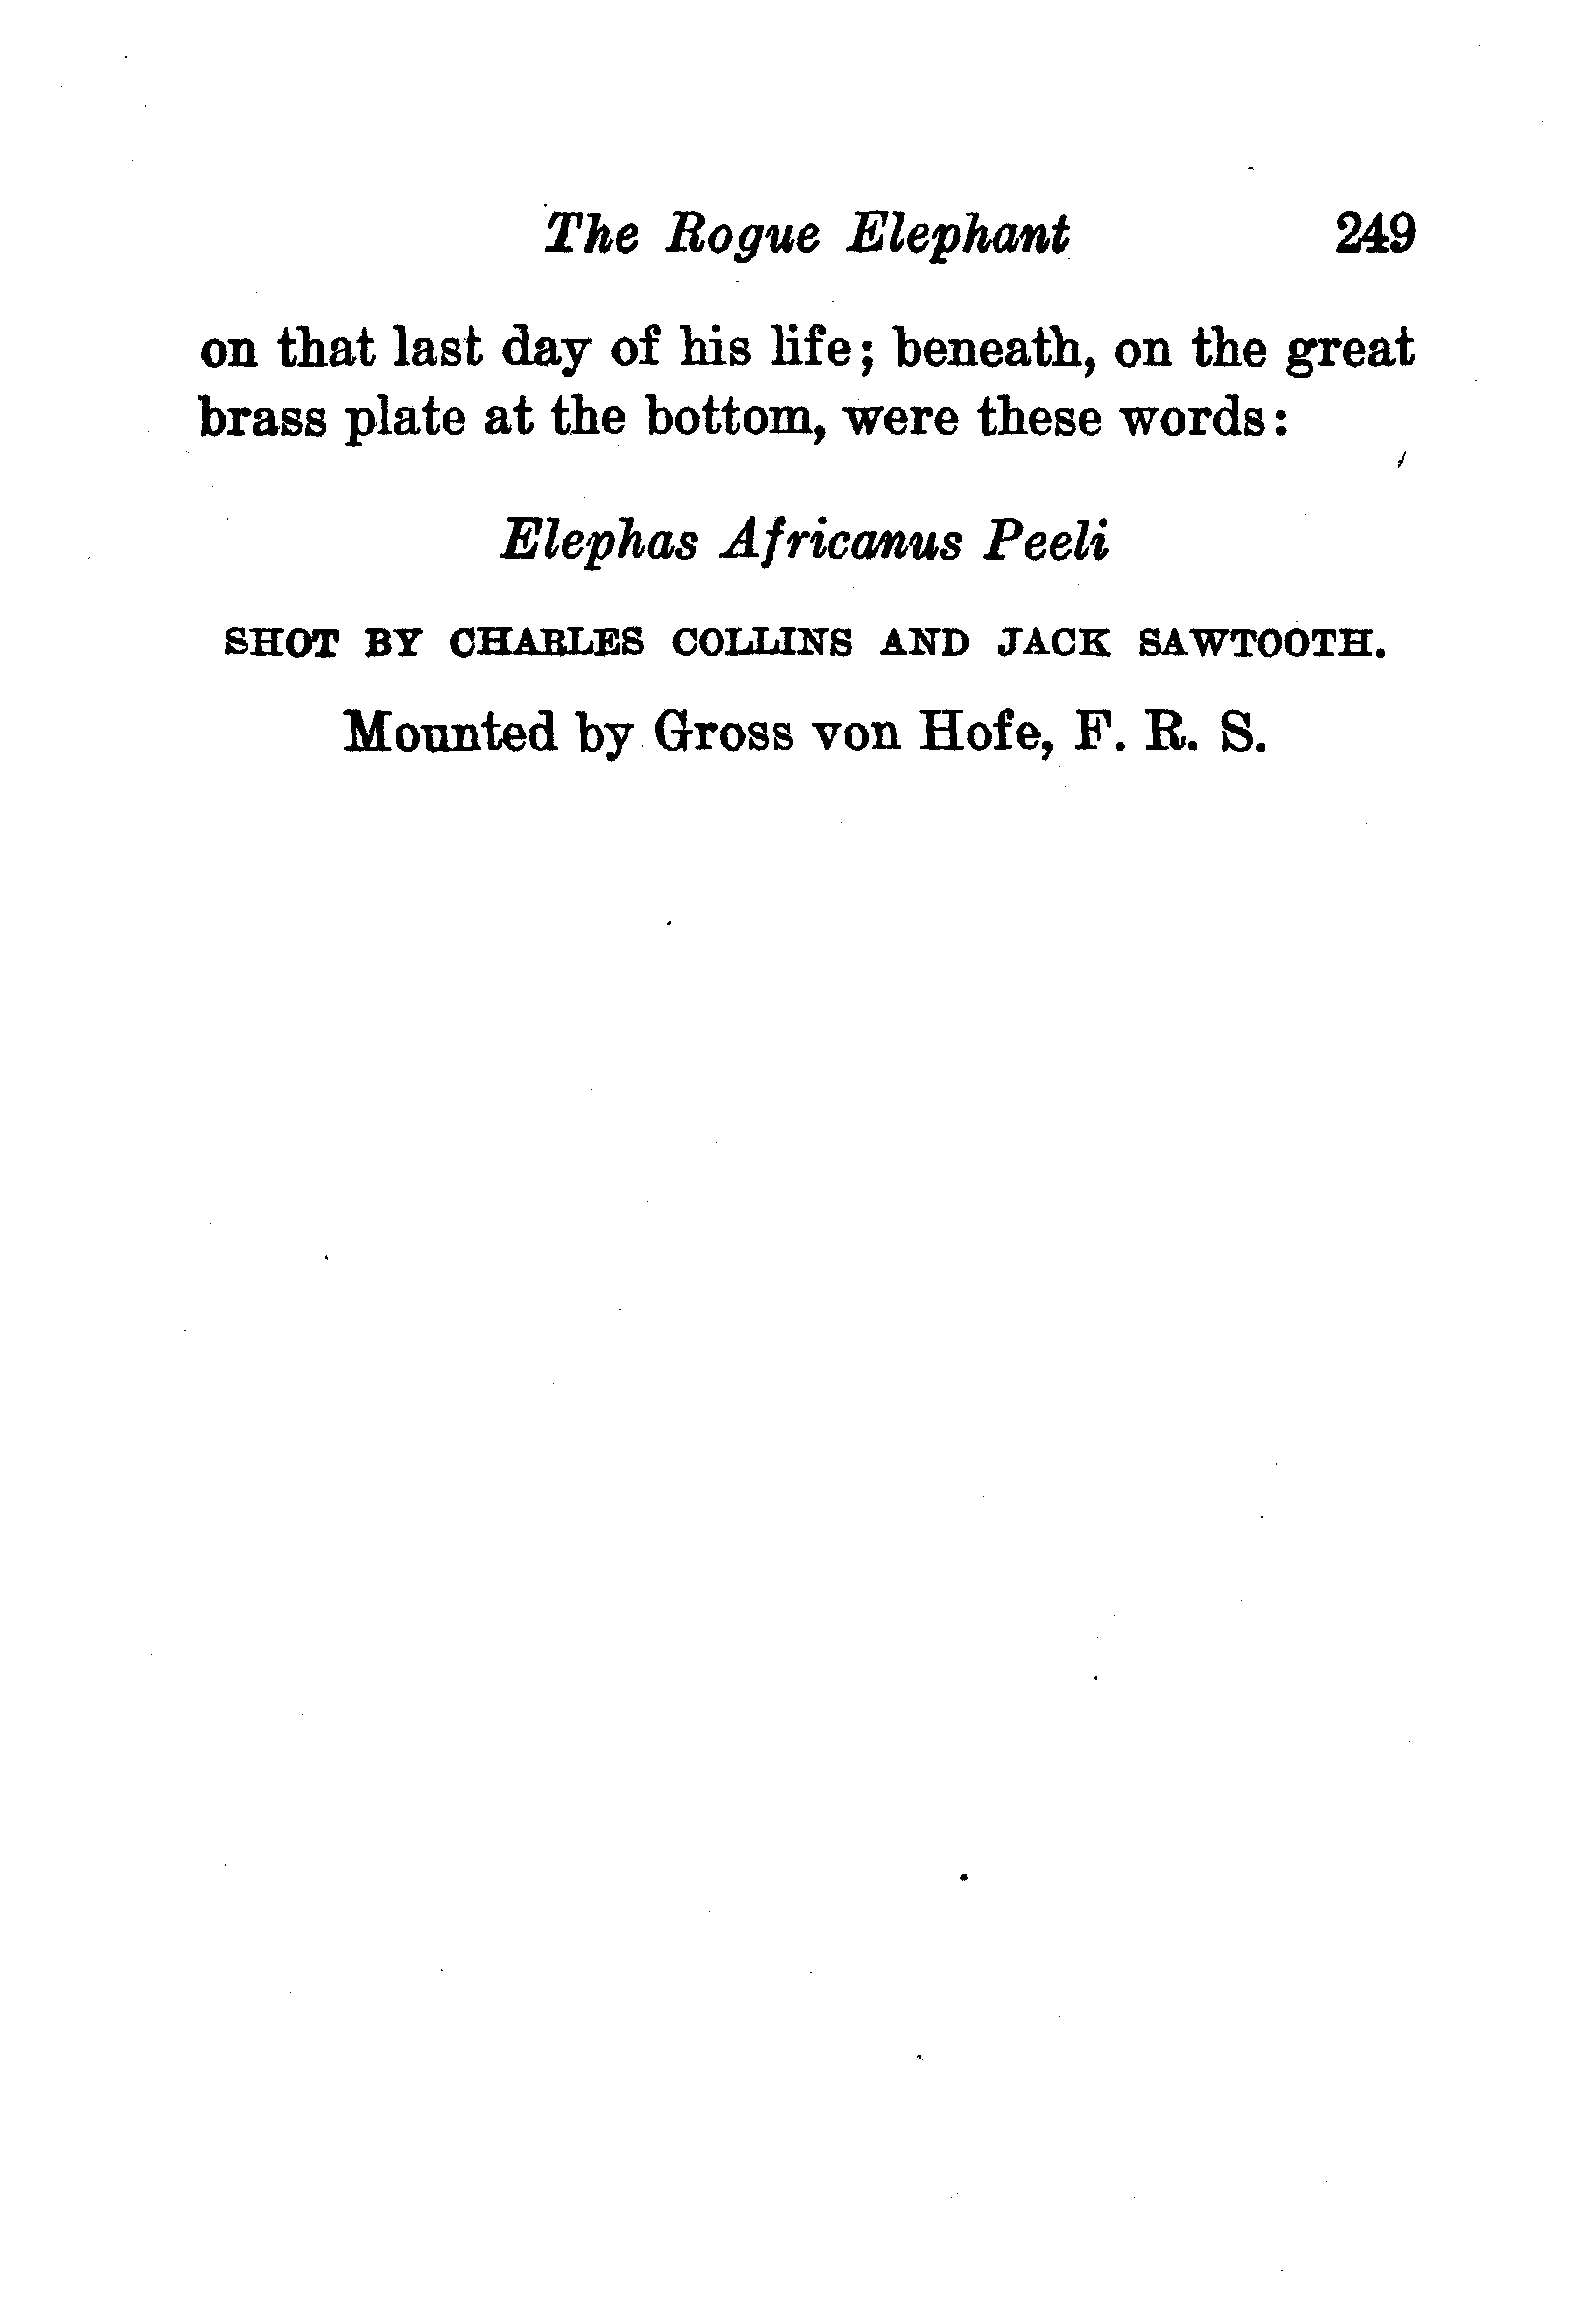 The Rogue Elephant 249
on that last day of his life; beneath, on the great
brass plate at the bottom, were these words:
Elephas Africanus Peeli
SHOT BY CHARLES COLLINS AND JACK SAWTOOTH.
Mounted by Gross von Hofe, F. R. S.